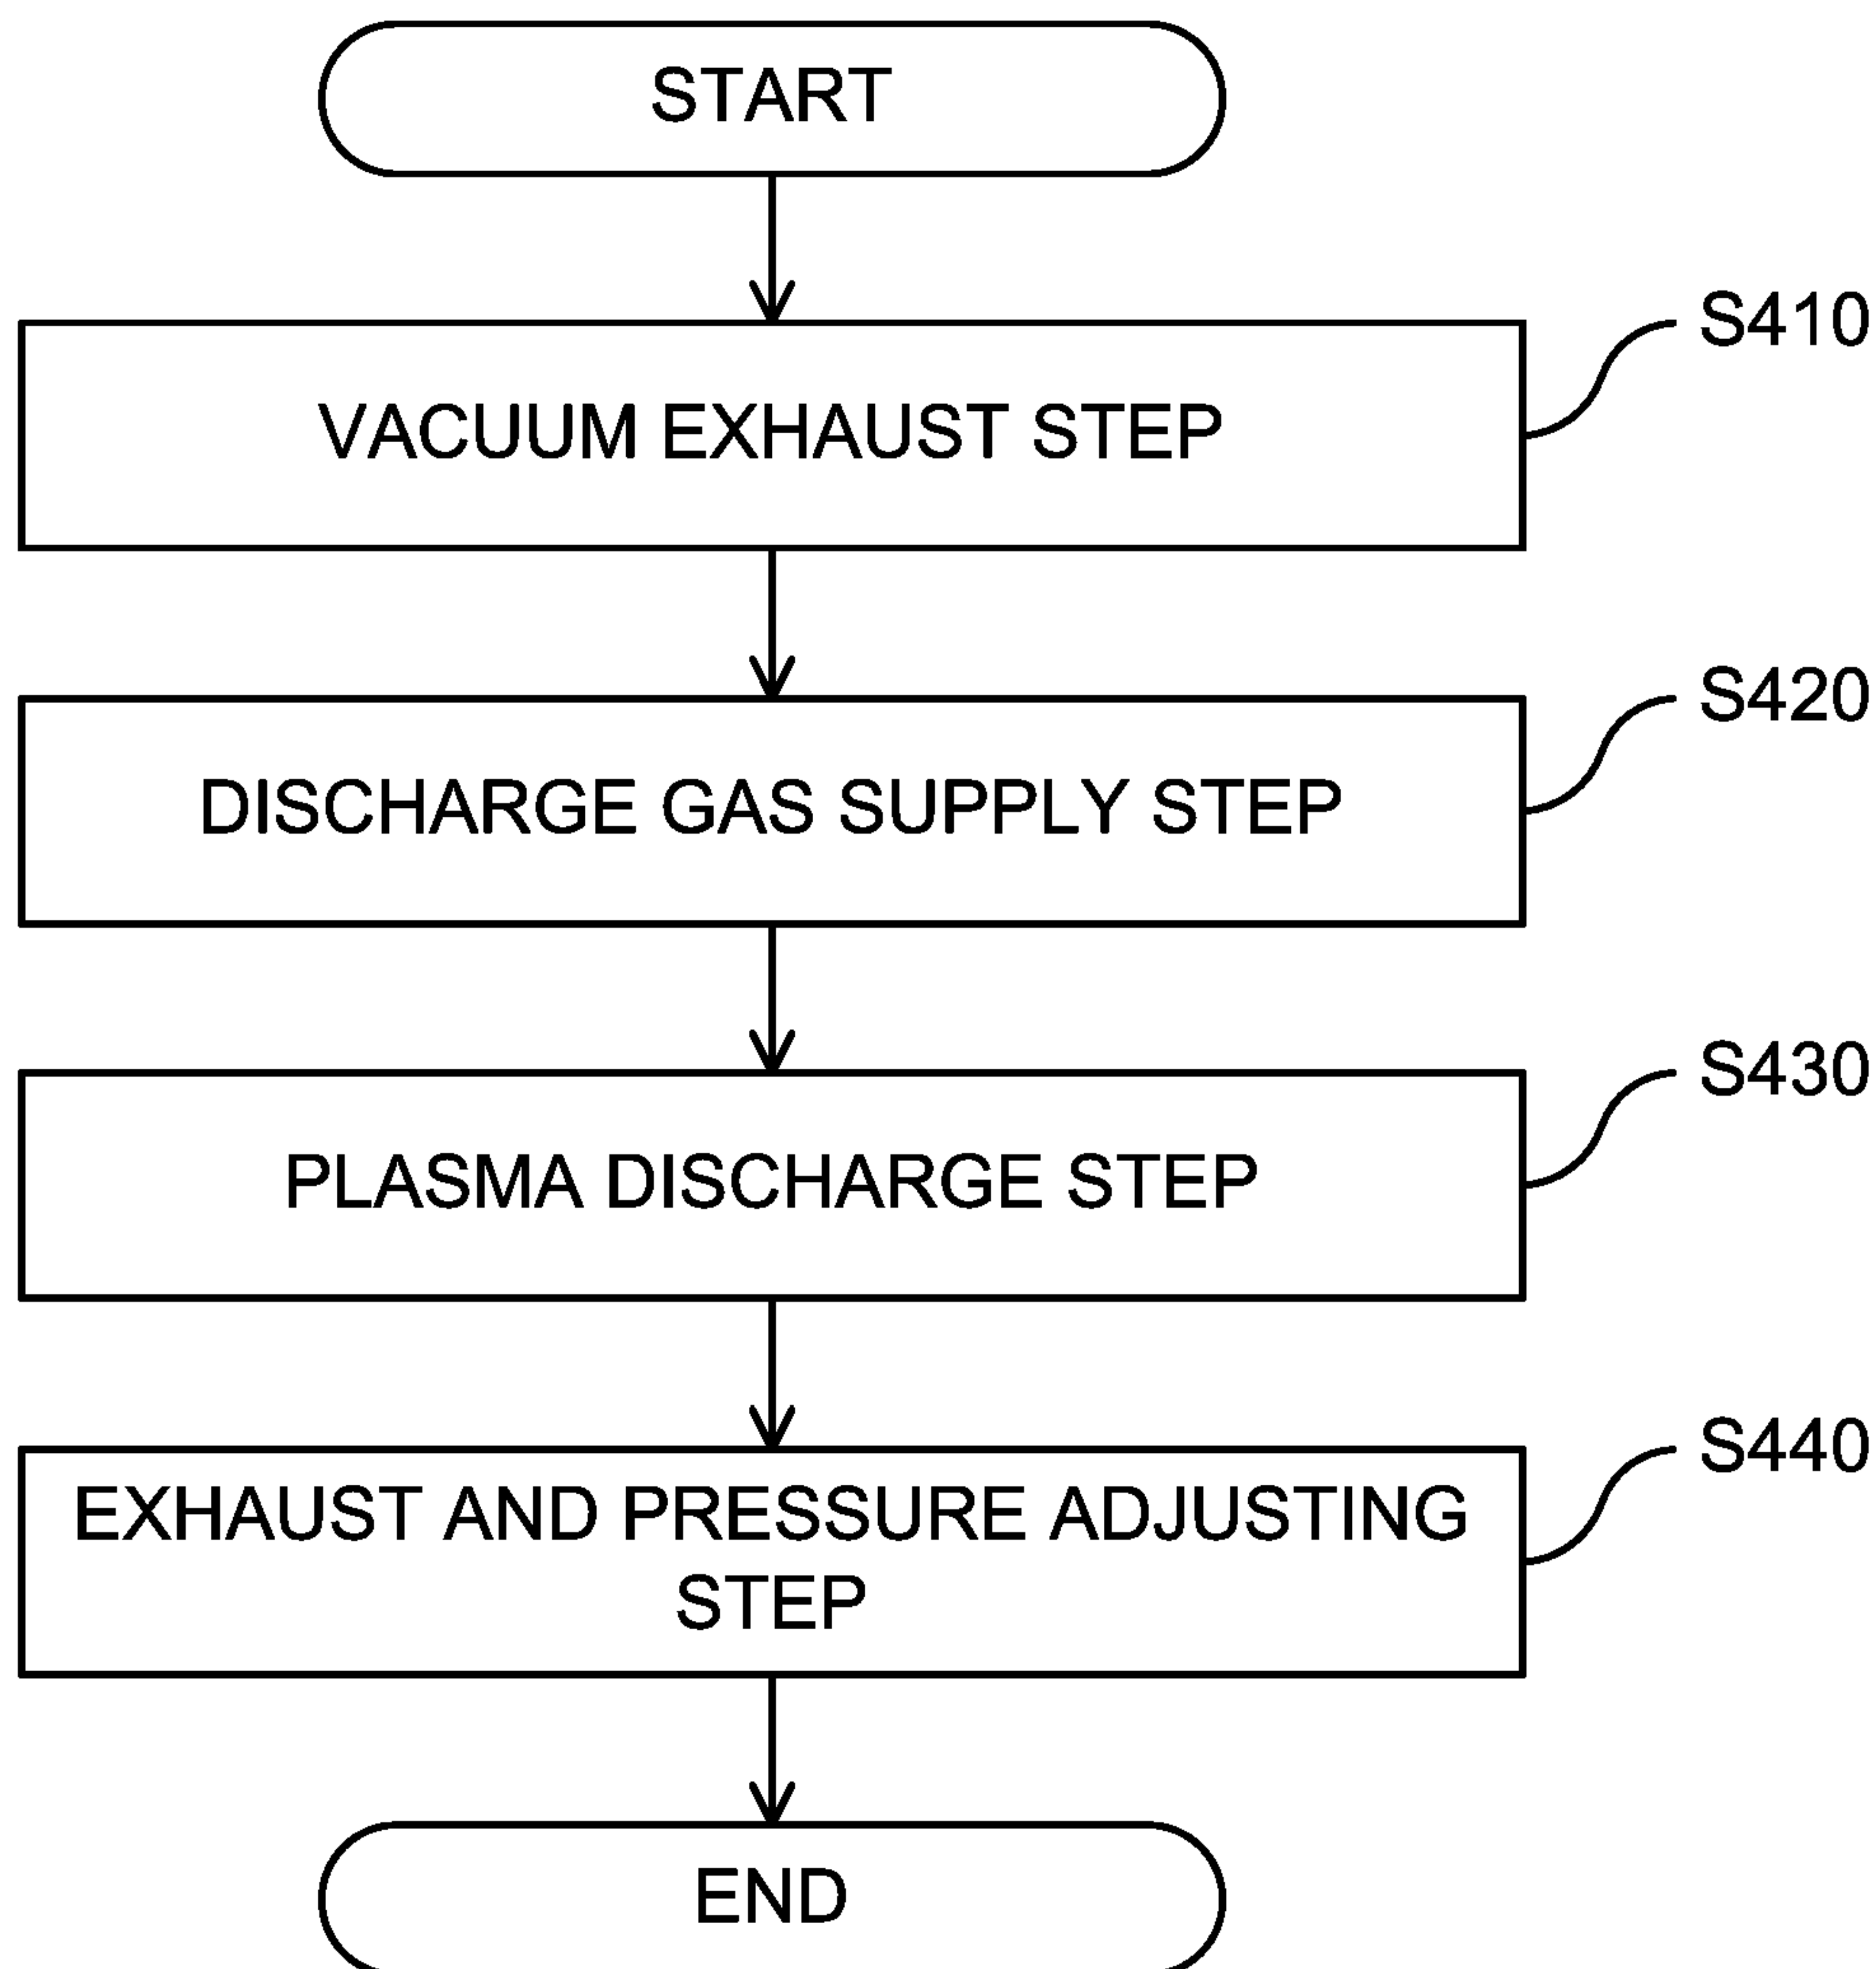 START
S410
VACUUM EXHAUST STEP
S420
DISCHARGE GAS SUPPLY STEP
S430
PLASMA DISCHARGE STEP
S440
EXHAUST AND PRESSURE ADJUSTING
STEP
END